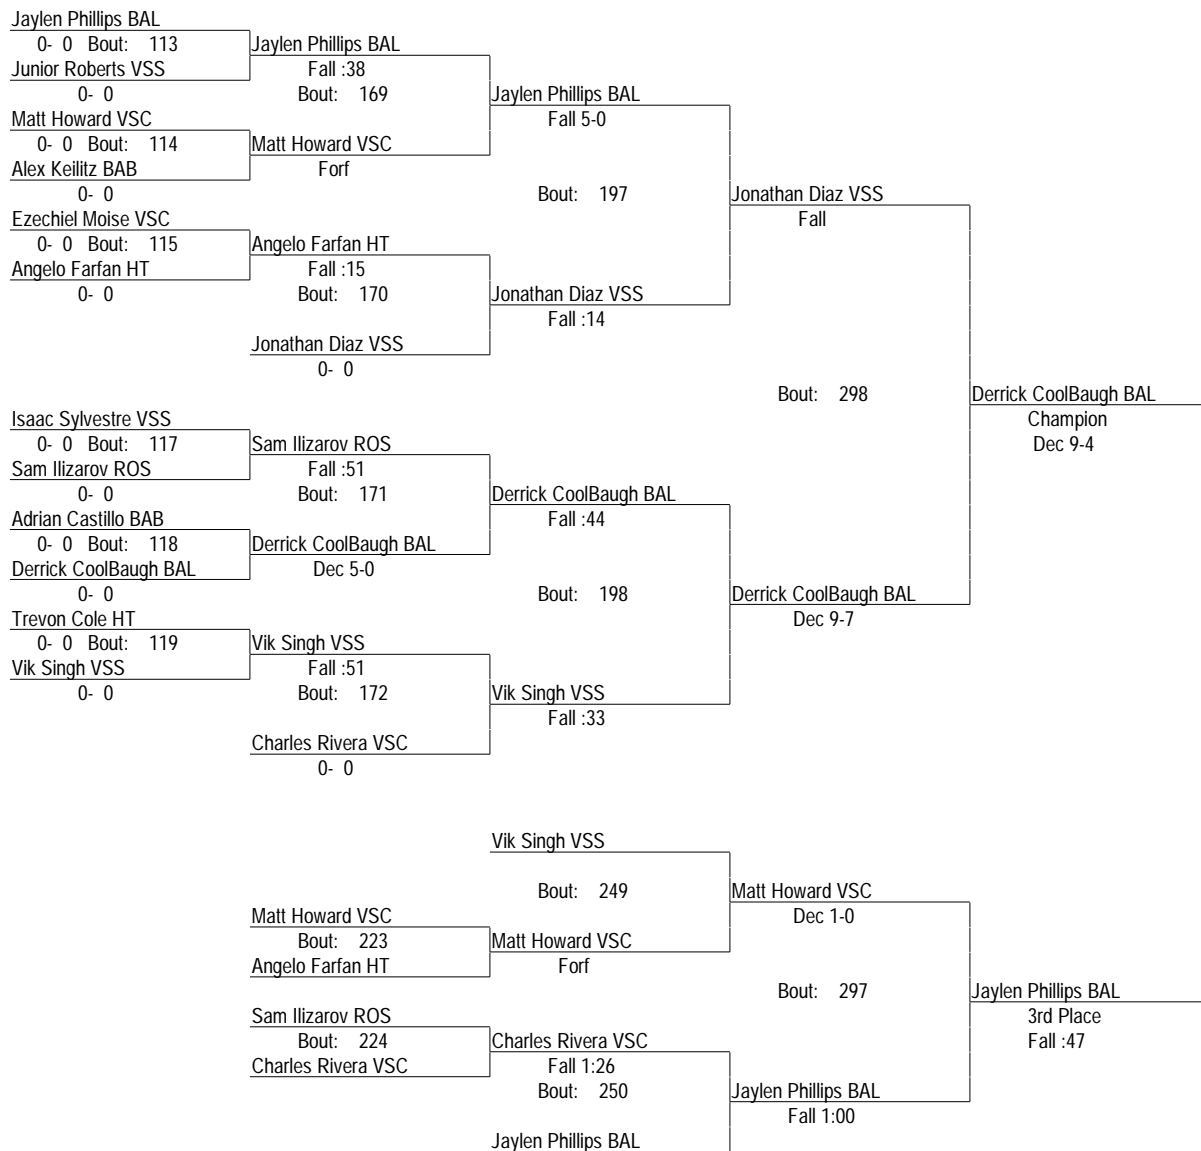 Jaylen Phillips BAL
0- 0 Bout: 113
Jaylen Phillips BAL
Junior Roberts VSS
Fall :38
0- 0
Bout: 169
Jaylen Phillips BAL
Matt Howard VSC
Fall 5-0
0- 0 Bout: 114
Matt Howard VSC
Alex Keilitz BAB
Forf
0- 0
Bout: 197
Jonathan Diaz VSS
Ezechiel Moise VSC
Fall
0- 0 Bout: 115
Angelo Farfan HT
Angelo Farfan HT
Fall :15
0- 0
Bout: 170
Jonathan Diaz VSS
Fall :14
Jonathan Diaz VSS
0- 0
Bout: 298
Derrick CoolBaugh BAL
Isaac Sylvestre VSS
Champion
0- 0 Bout: 117
Sam Ilizarov ROS
Dec 9-4
Sam Ilizarov ROS
Fall :51
0- 0
Bout: 171
Derrick CoolBaugh BAL
Adrian Castillo BAB
Fall :44
0- 0 Bout: 118
Derrick CoolBaugh BAL
Derrick CoolBaugh BAL
Dec 5-0
0- 0
Bout: 198
Derrick CoolBaugh BAL
Trevon Cole HT
Dec 9-7
0- 0 Bout: 119
Vik Singh VSS
Vik Singh VSS
Fall :51
0- 0
Bout: 172
Vik Singh VSS
Fall :33
Charles Rivera VSC
0- 0
Vik Singh VSS
Bout: 249
Matt Howard VSC
Matt Howard VSC
Dec 1-0
Bout: 223
Matt Howard VSC
Angelo Farfan HT
Forf
Bout: 297
Jaylen Phillips BAL
Sam Ilizarov ROS
3rd Place
Bout: 224
Charles Rivera VSC
Fall :47
Charles Rivera VSC
Fall 1:26
Bout: 250
Jaylen Phillips BAL
Fall 1:00
Jaylen Phillips BAL